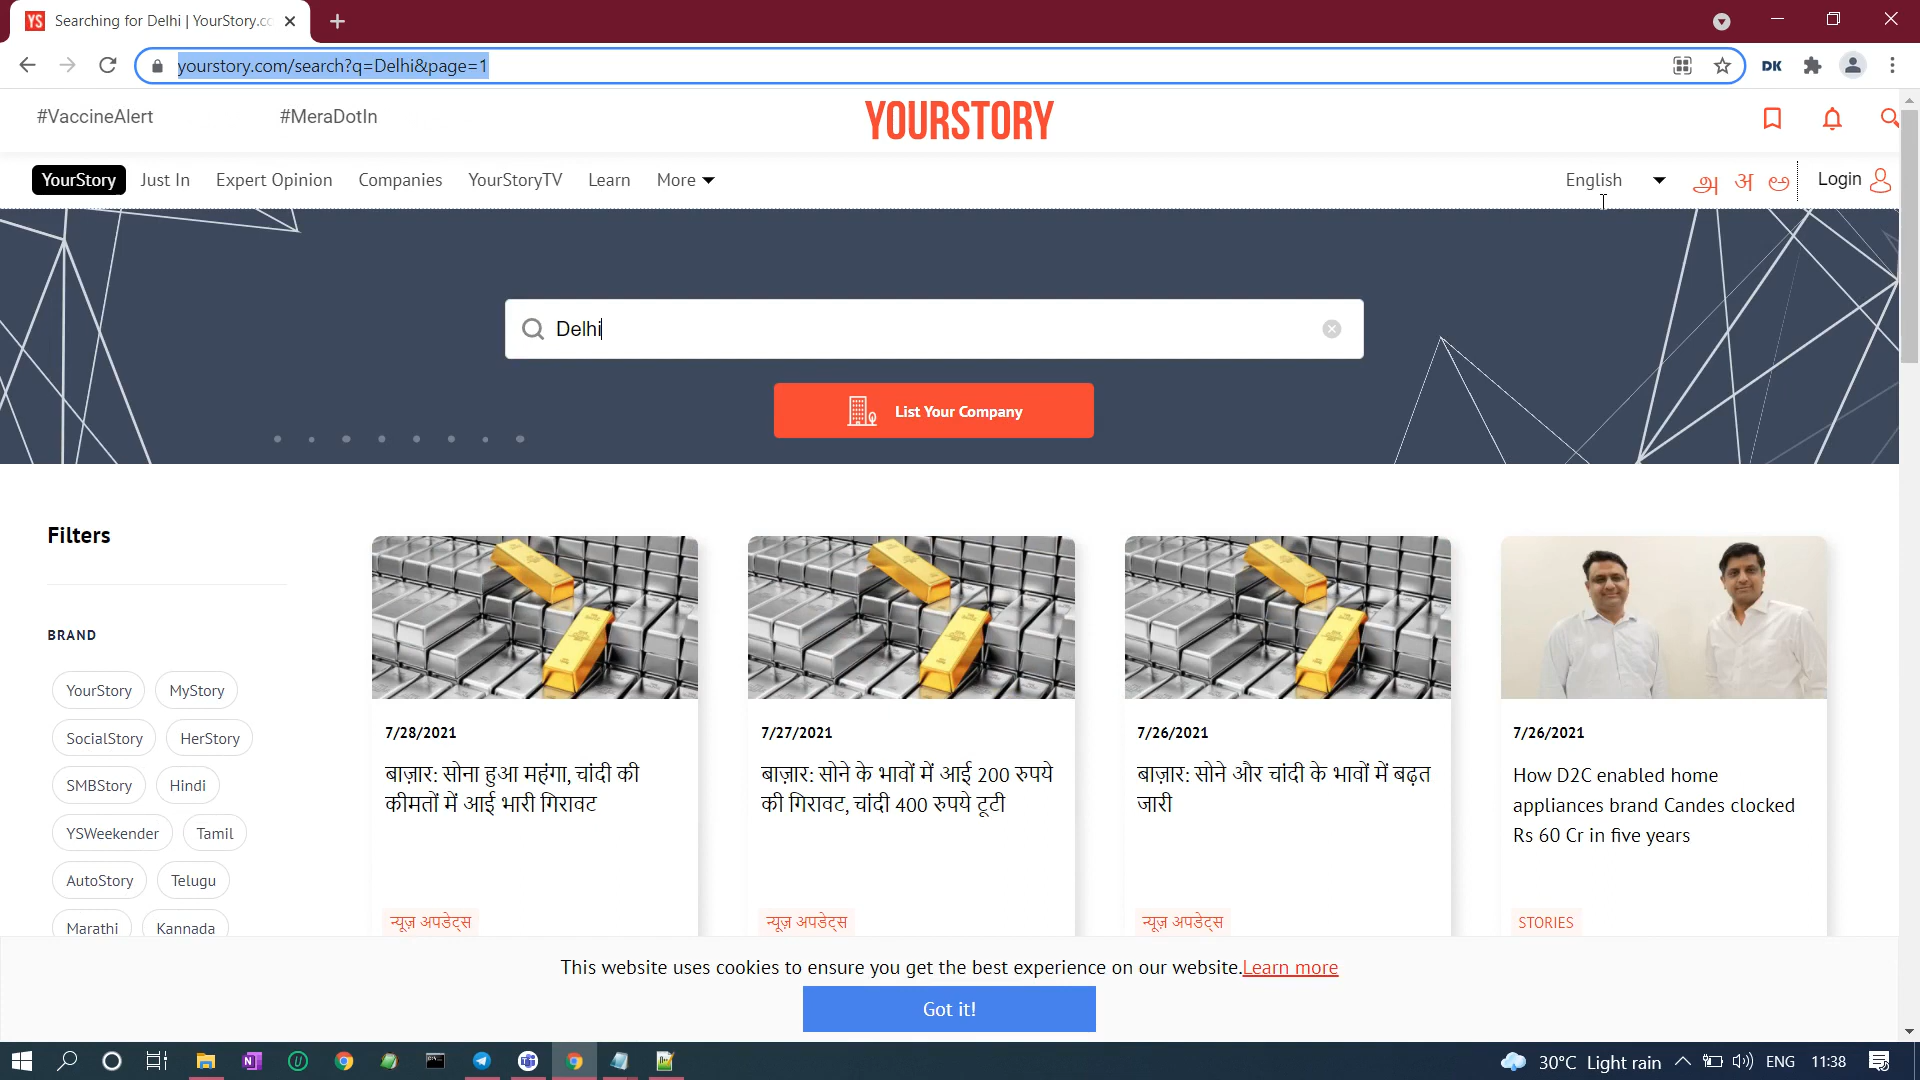 YS Searching for Delhi | YourStory.co
yourstory.com/search?q=Delhi&page=1
DK
#VaccineAlert #MeraDotIn YOURSTORY
YourStory Just In Expert Opinion Companies YourStoryTV Learn More English அ अ ಅ Login
Delhi
List Your Company
Filters
BRAND
YourStory MyStory
SocialStory HerStory
SMBStory Hindi
YSWeekender Tamil
AutoStory Telugu
Marathi Kannada
7/28/2021
बाज़ार: सोना हुआ महंगा, चांदी की
कीमतों में आई भारी गिरावट
न्यूज़ अपडेट्स
7/27/2021
बाज़ार: सोने के भावों में आई 200 रुपये
की गिरावट, चांदी 400 रुपये टूटी
न्यूज़ अपडेट्स
7/26/2021
बाज़ार: सोने और चांदी के भावों में बढ़त
जारी
न्यूज़ अपडेट्स
7/26/2021
How D2C enabled home
appliances brand Candes clocked
Rs 60 Cr in five years
STORIES
This website uses cookies to ensure you get the best experience on our website.Learn more
Got it!
30°C Light rain ENG 11:38